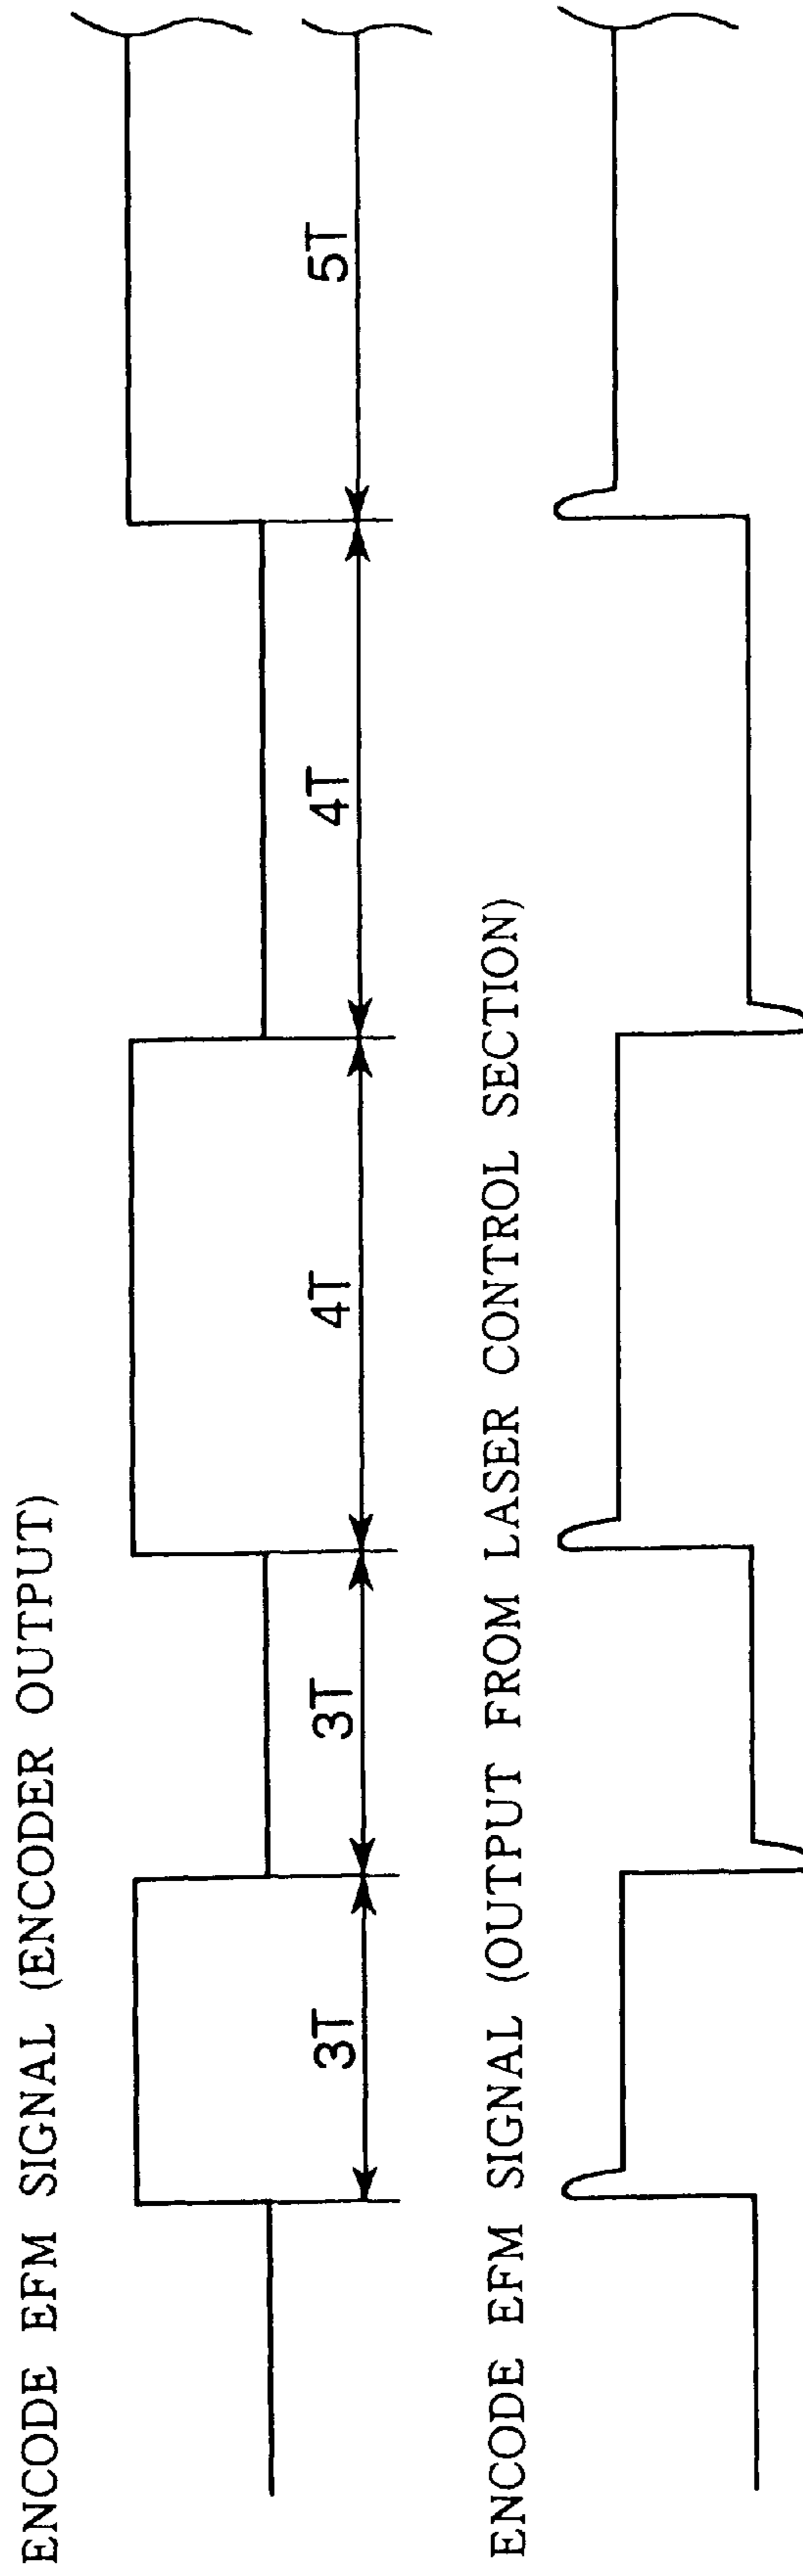 ENCODE EFM SIGNAL (ENCODER OUTPUT)
3T 3T 4T 4T 5T
ENCODE EFM SIGNAL (OUTPUT FROM LASER CONTROL SECTION)